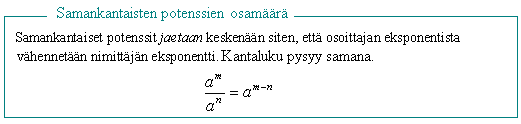 Samankantaisten potenssien osamäärä
Samankantaiset potenssit jaetaan keskenään siten, että osoittajan eksponentista
vähennetään nimittäjän eksponentti. Kantaluku pysyy samana.
a^m / a^n = a^(m−n)